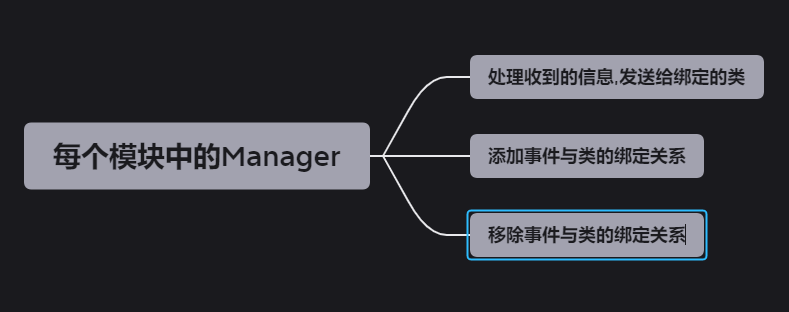 每个模块中的Manager
处理收到的信息,发送给绑定的类
添加事件与类的绑定关系
移除事件与类的绑定关系